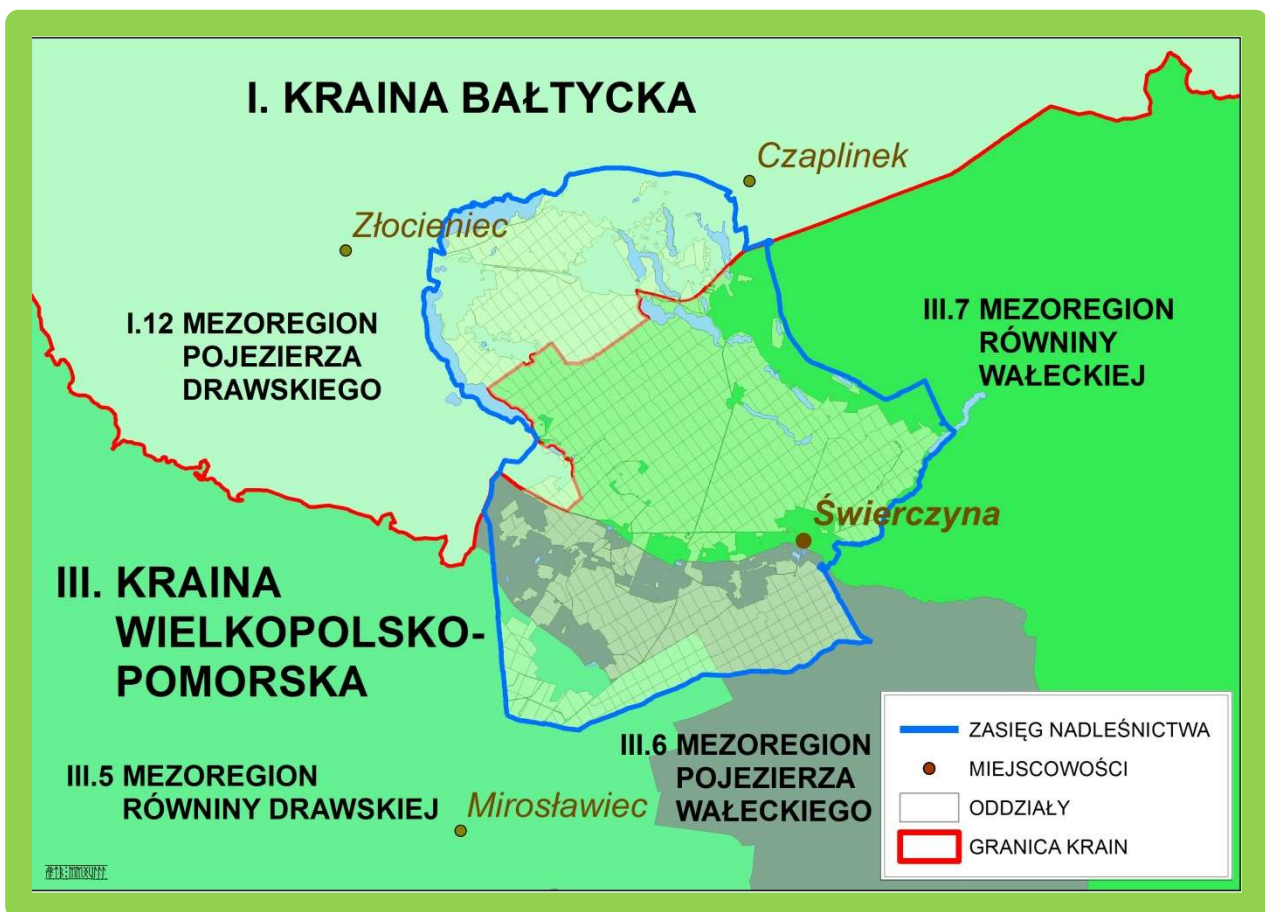 I. KRAINA BAŁTYCKA
Czaplinek
Złocieniec
I.12 MEZOREGION
POJEZIERZA
DRAWSKIEGO
III.7 MEZOREGION
RÓWNINY
WAŁECKIEJ
Świerczyna
III. KRAINA
WIELKOPOLSKO-
POMORSKA
III.6 MEZOREGION
POJEZIERZA
WAŁECKIEGO
III.5 MEZOREGION
RÓWNINY DRAWSKIEJ
Mirosławiec
ZASIĘG NADLEŚNICTWA
MIEJSCOWOŚCI
ODDZIAŁY
GRANICA KRAIN